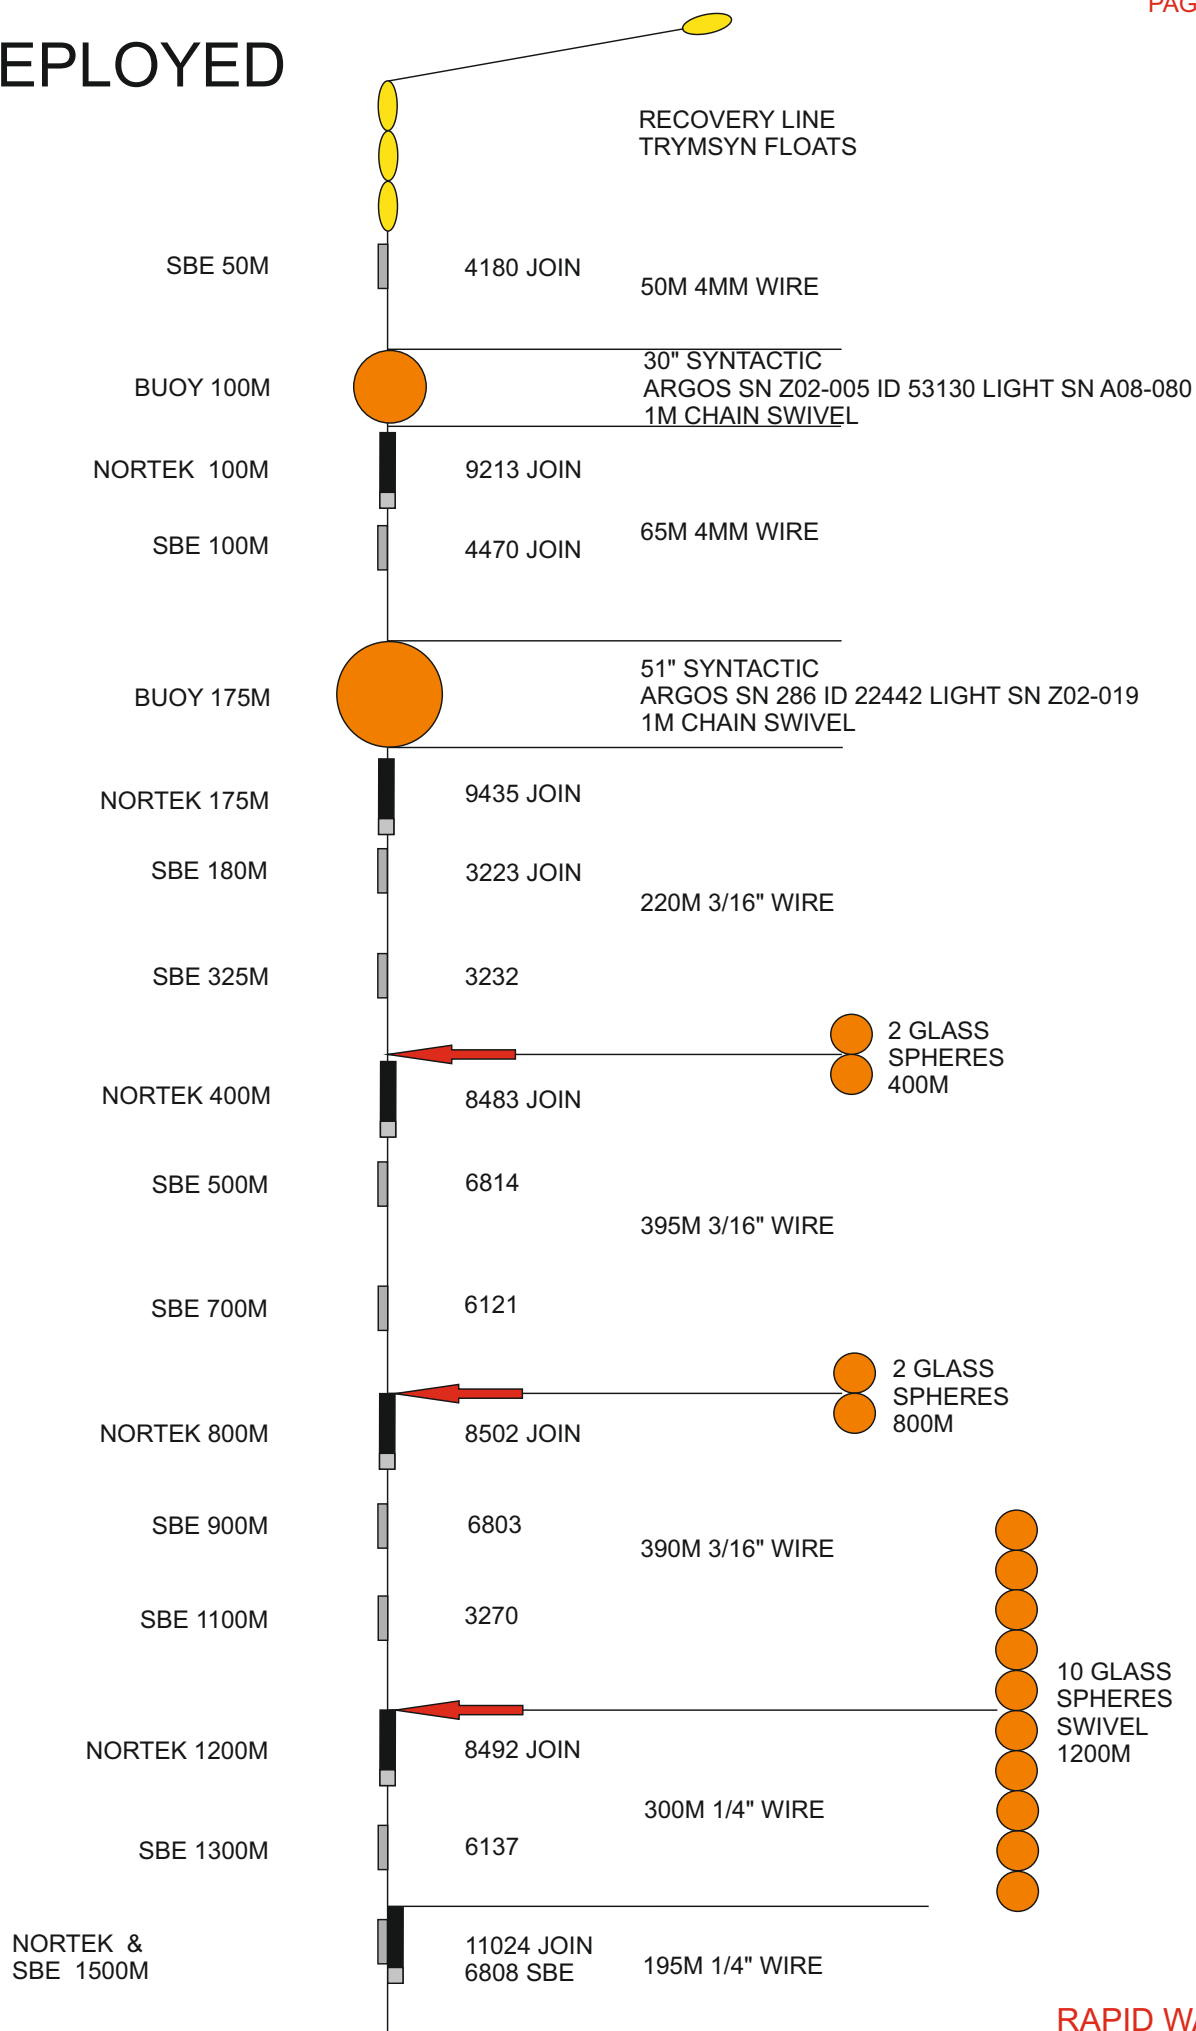 PAG
EPLOYED
RECOVERY LINE
TRYMSYN FLOATS
SBE 50M
4180 JOIN
50M 4MM WIRE
30" SYNTACTIC
BUOY 100M
ARGOS SN Z02-005 ID 53130 LIGHT SN A08-080
1M CHAIN SWIVEL
NORTEK 100M
9213 JOIN
65M 4MM WIRE
SBE 100M
4470 JOIN
51" SYNTACTIC
BUOY 175M
ARGOS SN 286 ID 22442 LIGHT SN Z02-019
1M CHAIN SWIVEL
NORTEK 175M
9435 JOIN
SBE 180M
3223 JOIN
220M 3/16" WIRE
SBE 325M
3232
2 GLASS
SPHERES
400M
NORTEK 400M
8483 JOIN
SBE 500M
6814
395M 3/16" WIRE
SBE 700M
6121
2 GLASS
SPHERES
800M
NORTEK 800M
8502 JOIN
SBE 900M
6803
390M 3/16" WIRE
SBE 1100M
3270
10 GLASS
SPHERES
SWIVEL
1200M
NORTEK 1200M
8492 JOIN
300M 1/4" WIRE
SBE 1300M
6137
NORTEK &
SBE 1500M
11024 JOIN
6808 SBE
195M 1/4" WIRE
RAPID WA